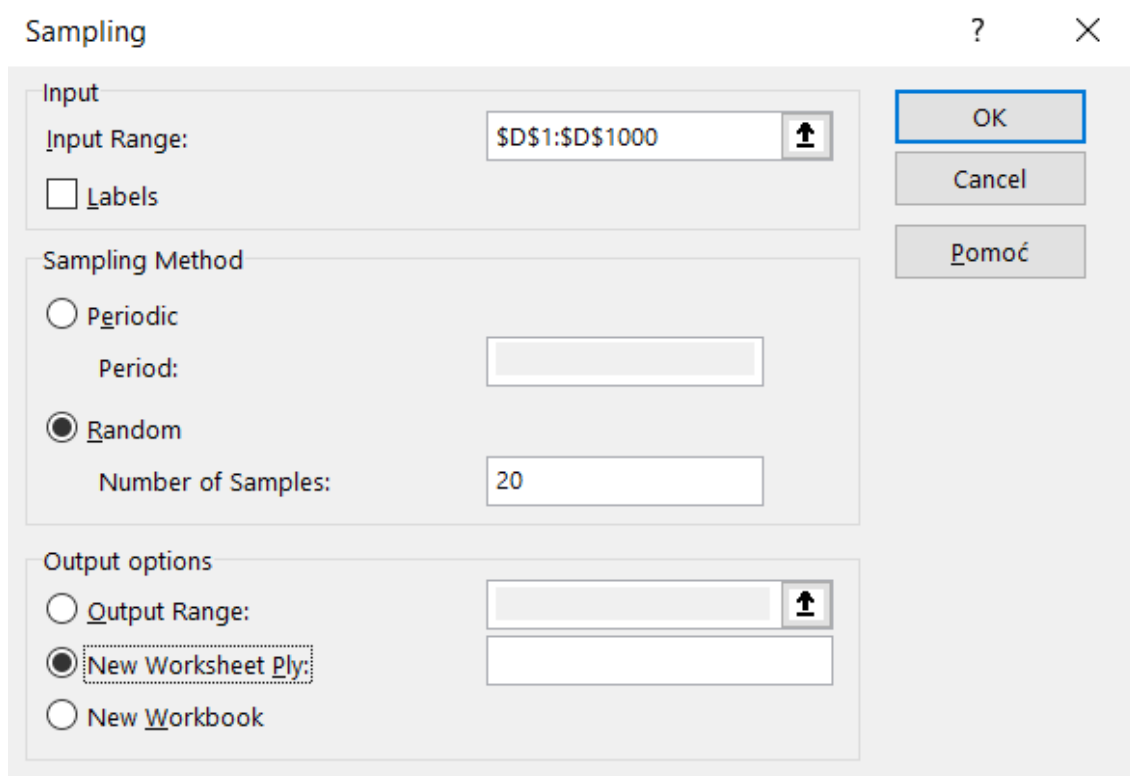 Sampling ?
Input
Input Range: $D$1:$D$1000
Labels
OK
Cancel
Pomoć
Sampling Method
Periodic
Period:
Random
Number of Samples: 20
Output options
Output Range:
New Worksheet Ply:
New Workbook